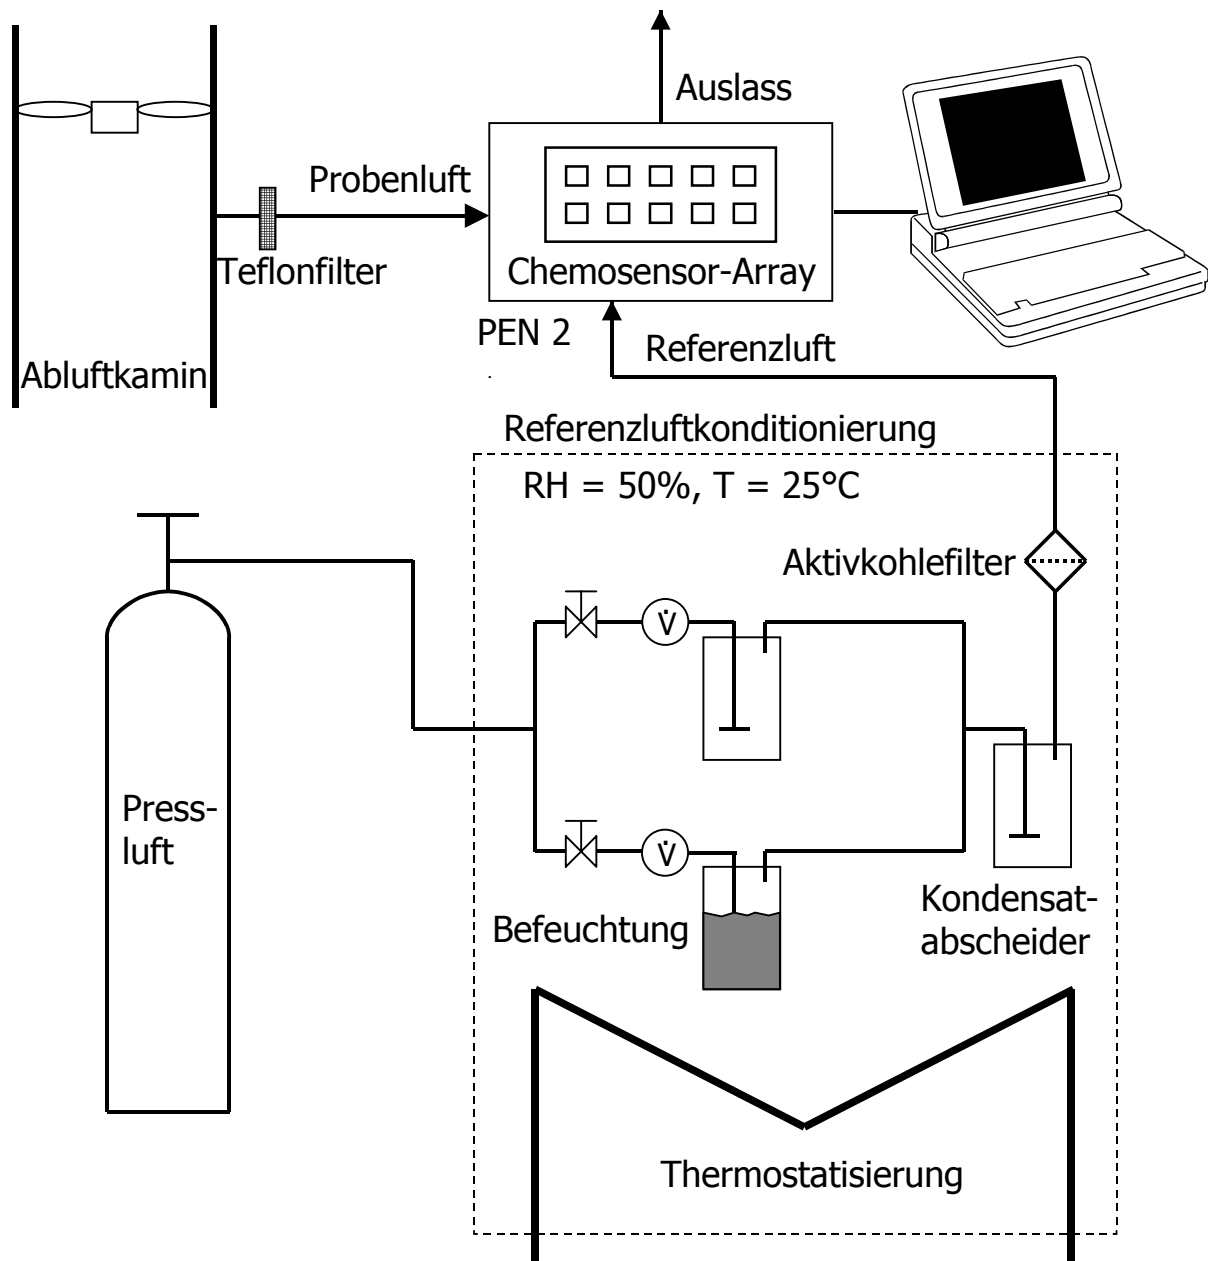 Auslass
Probenluft
Teflonfilter
Chemosensor-Array
PEN 2
Referenzluft
Abluftkamin
Referenzluftkonditionierung
RH = 50%, T = 25°C
Aktivkohlefilter
V̇
Press-
luft
V̇
Befeuchtung
Kondensat-
abscheider
Thermostatisierung